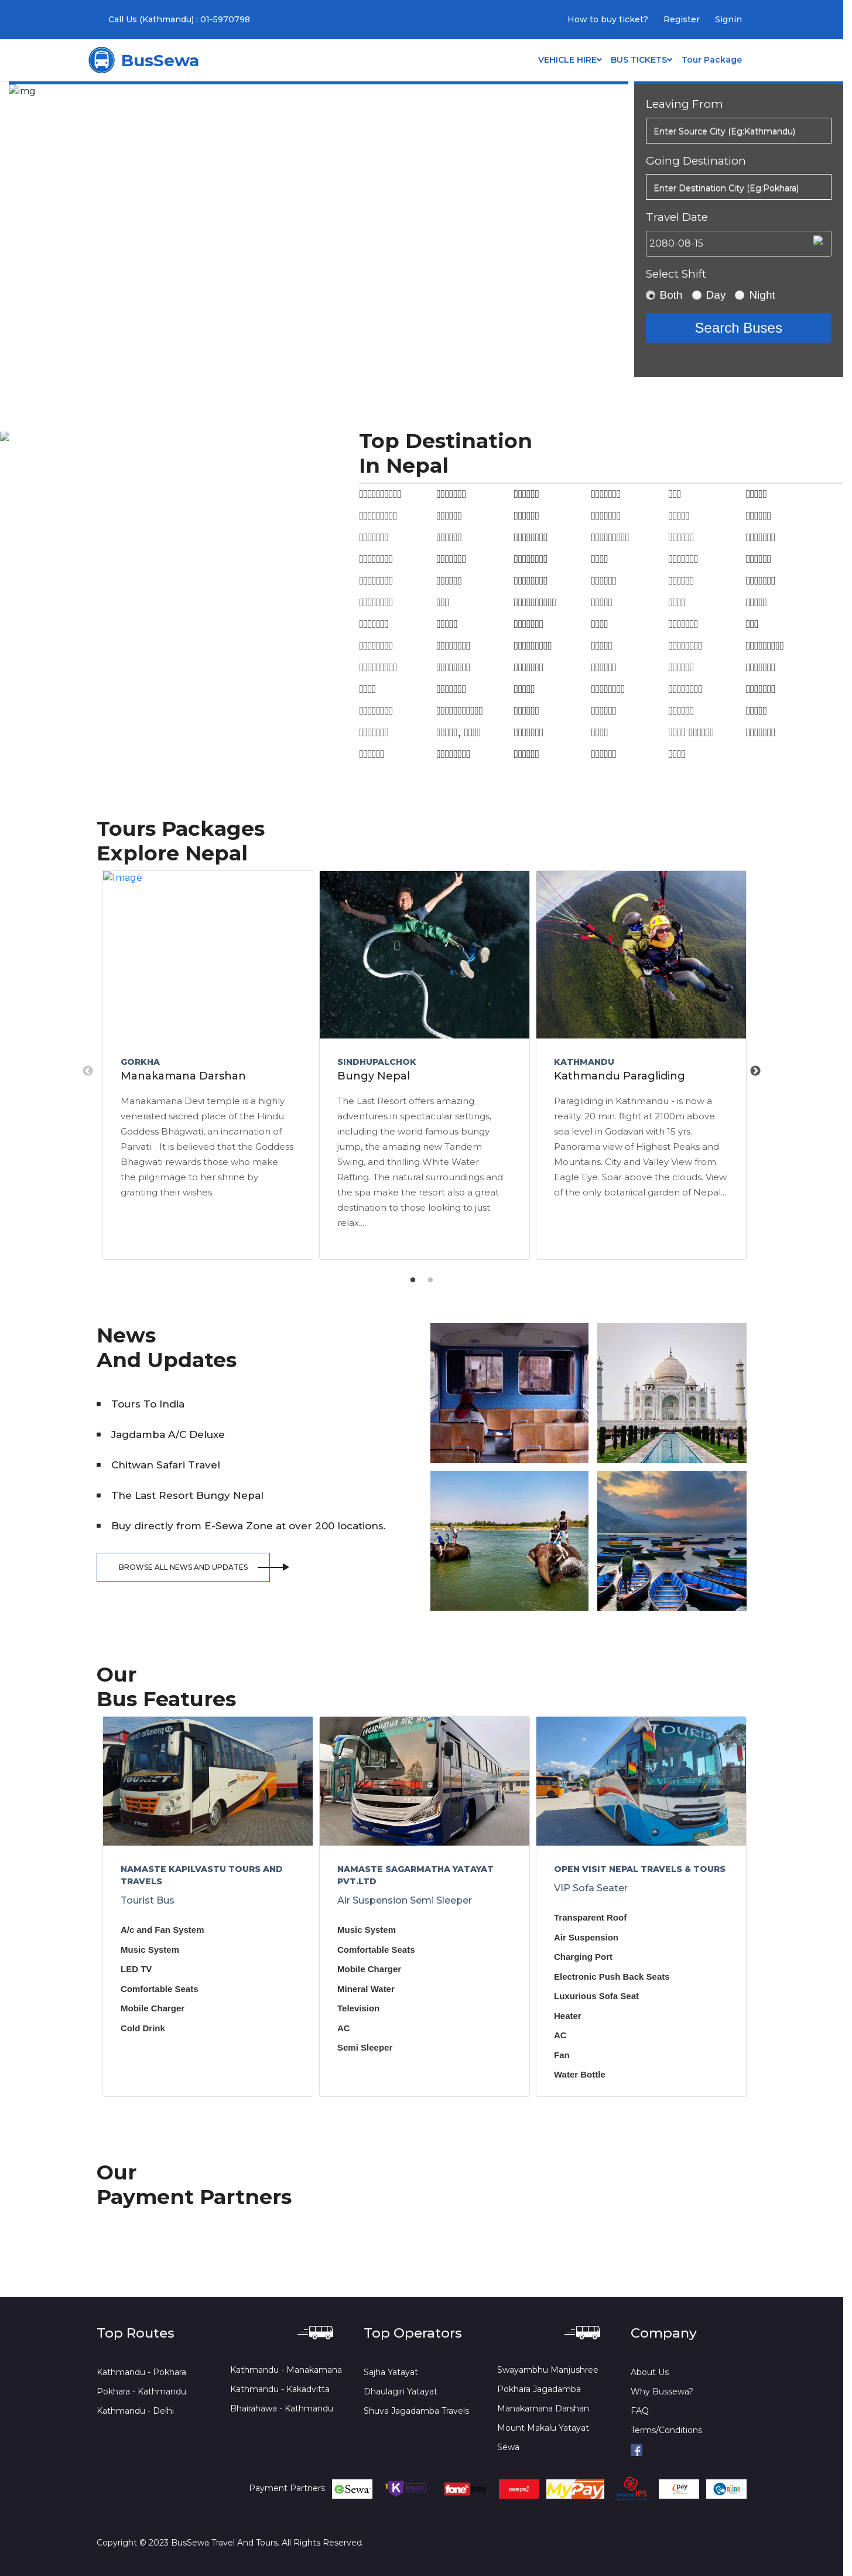 Call Us (Kathmandu) : 01-5970798
How to buy ticket? Register Signin
BusSewa
VEHICLE HIRE BUS TICKETS Tour Package
img
Leaving From
Enter Source City (Eg:Kathmandu)
Going Destination
Enter Destination City (Eg:Pokhara)
Travel Date
2080-08-15
Select Shift
Both Day Night
Search Buses
Top Destination
In Nepal
Tours Packages
Explore Nepal
Image
GORKHA
Manakamana Darshan
Manakamana Devi temple is a highly
venerated sacred place of the Hindu
Goddess Bhagwati, an incarnation of
Parvati. . It is believed that the Goddess
Bhagwati rewards those who make
the pilgrimage to her shrine by
granting their wishes.
SINDHUPALCHOK
Bungy Nepal
The Last Resort offers amazing
adventures in spectacular settings,
including the world famous bungy
jump, the amazing new Tandem
Swing, and thrilling White Water
Rafting. The natural surroundings and
the spa make the resort also a great
destination to those looking to just
relax....
KATHMANDU
Kathmandu Paragliding
Paragliding in Kathmandu - is now a
reality. 20 min. flight at 2100m above
sea level in Godavari with 15 yrs.
Panorama view of Highest Peaks and
Mountains. City and Valley View from
Eagle Eye. Soar above the clouds. View
of the only botanical garden of Nepal...
News
And Updates
Tours To India
Jagdamba A/C Deluxe
Chitwan Safari Travel
The Last Resort Bungy Nepal
Buy directly from E-Sewa Zone at over 200 locations.
BROWSE ALL NEWS AND UPDATES
Our
Bus Features
TOURIST
SAGARMATHA AIR BUS
TOURIST
NAMASTE KAPILVASTU TOURS AND
TRAVELS
Tourist Bus
A/c and Fan System
Music System
LED TV
Comfortable Seats
Mobile Charger
Cold Drink
NAMASTE SAGARMATHA YATAYAT
PVT.LTD
Air Suspension Semi Sleeper
Music System
Comfortable Seats
Mobile Charger
Mineral Water
Television
AC
Semi Sleeper
OPEN VISIT NEPAL TRAVELS & TOURS
VIP Sofa Seater
Transparent Roof
Air Suspension
Charging Port
Electronic Push Back Seats
Luxurious Sofa Seat
Heater
AC
Fan
Water Bottle
Our
Payment Partners
Top Routes
Kathmandu - Pokhara
Pokhara - Kathmandu
Kathmandu - Delhi
Kathmandu - Manakamana
Kathmandu - Kakadvitta
Bhairahawa - Kathmandu
Top Operators
Sajha Yatayat
Dhaulagiri Yatayat
Shuva Jagadamba Travels
Swayambhu Manjushree
Pokhara Jagadamba
Manakamana Darshan
Mount Makalu Yatayat
Sewa
Company
About Us
Why Bussewa?
FAQ
Terms/Conditions
Payment Partners eSewa khalti fonepay MyPay IPS
Copyright © 2023 BusSewa Travel And Tours. All Rights Reserved.